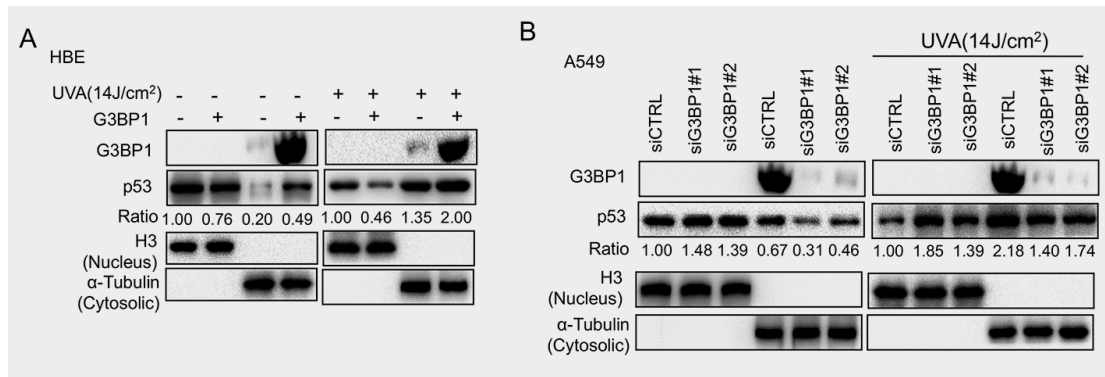 A
HBE
UVA(14J/cm²) - - - - + + + +
G3BP1 - + - + - + - +
G3BP1
p53
Ratio 1.00 0.76 0.20 0.49 1.00 0.46 1.35 2.00
H3
(Nucleus)
α-Tubulin
(Cytosolic)
B
A549
UVA(14J/cm²)
siCTRL siG3BP1#1 siG3BP1#2 siCTRL siG3BP1#1 siG3BP1#2 siCTRL siG3BP1#1 siG3BP1#2 siCTRL siG3BP1#1 siG3BP1#2
G3BP1
p53
Ratio 1.00 1.48 1.39 0.67 0.31 0.46 1.00 1.85 1.39 2.18 1.40 1.74
H3
(Nucleus)
α-Tubulin
(Cytosolic)